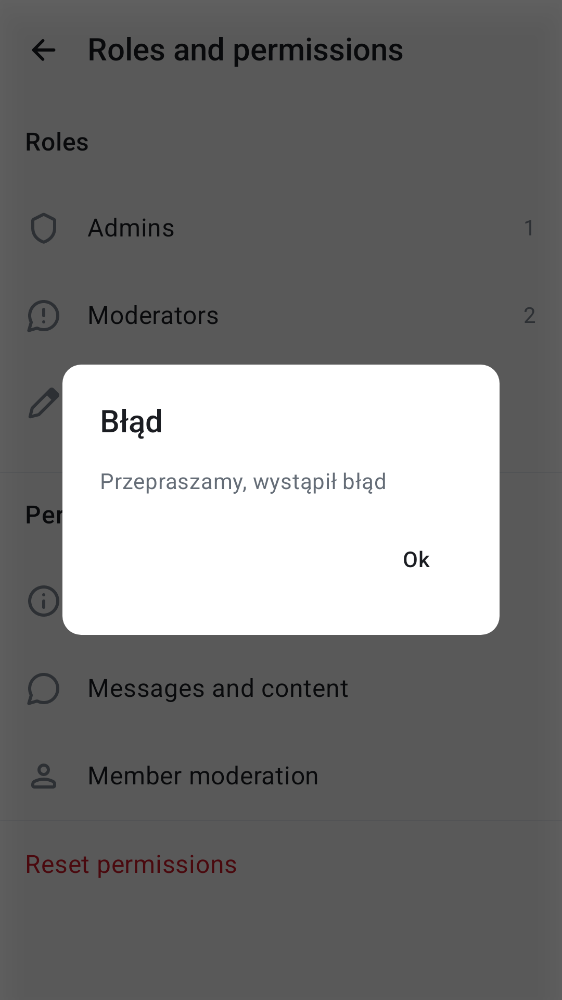 Roles and permissions
Roles
Admins 1
Moderators 2
Błąd
Przepraszamy, wystąpił błąd
Ok
Messages and content
Member moderation
Reset permissions